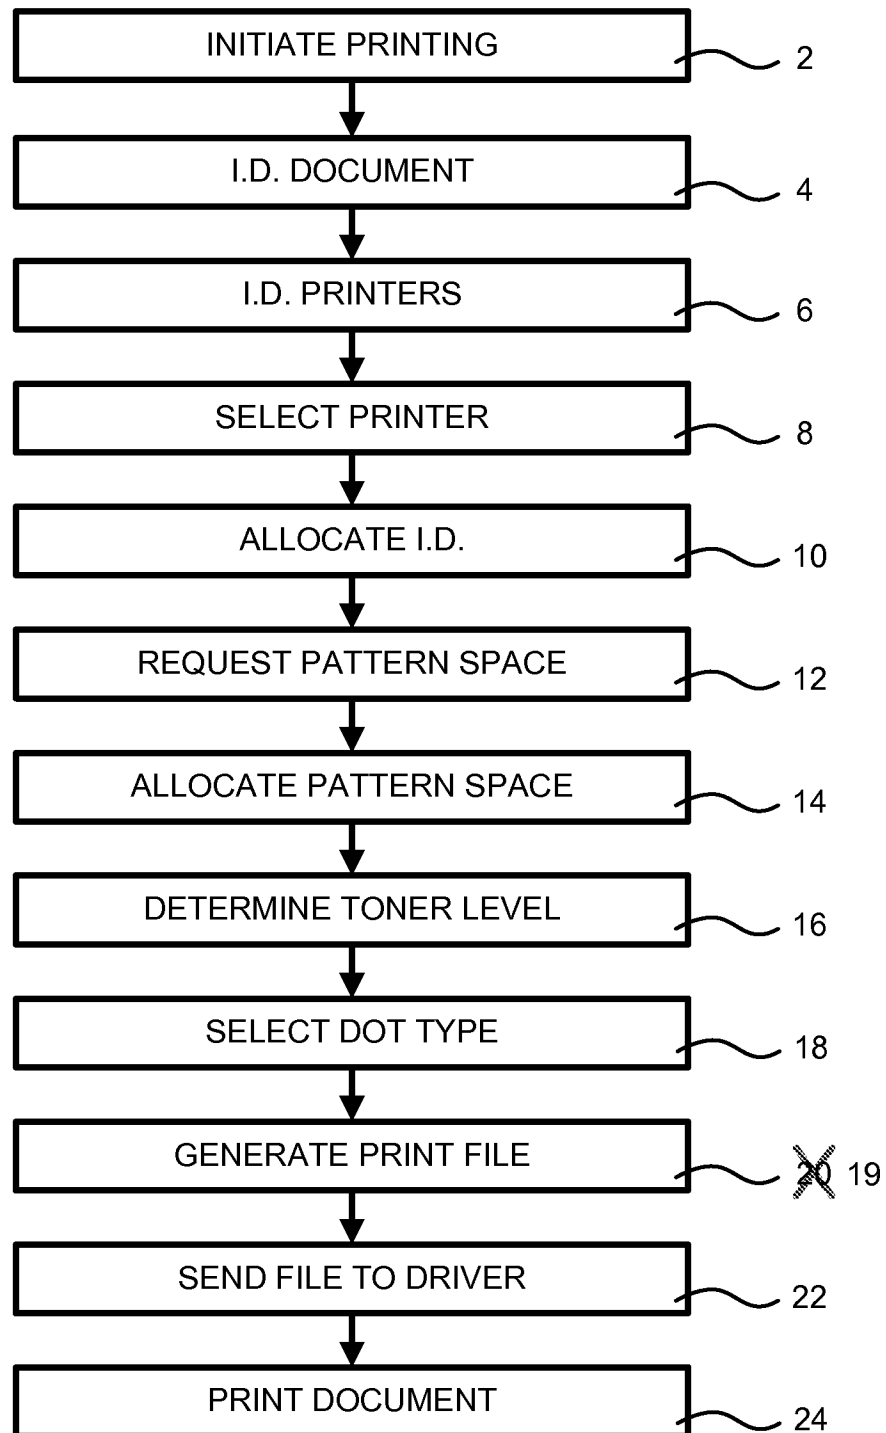 INITIATE PRINTING 2
I.D. DOCUMENT 4
I.D. PRINTERS 6
SELECT PRINTER 8
ALLOCATE I.D. 10
REQUEST PATTERN SPACE 12
ALLOCATE PATTERN SPACE 14
DETERMINE TONER LEVEL 16
SELECT DOT TYPE 18
GENERATE PRINT FILE 20 19
SEND FILE TO DRIVER 22
PRINT DOCUMENT 24